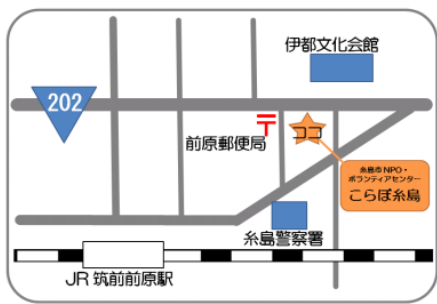 伊都文化会館
202
ココ
前原郵便局
糸島市NPO・
ボランティアセンター
こらぼ糸島
糸島警察署
JR 筑前前原駅